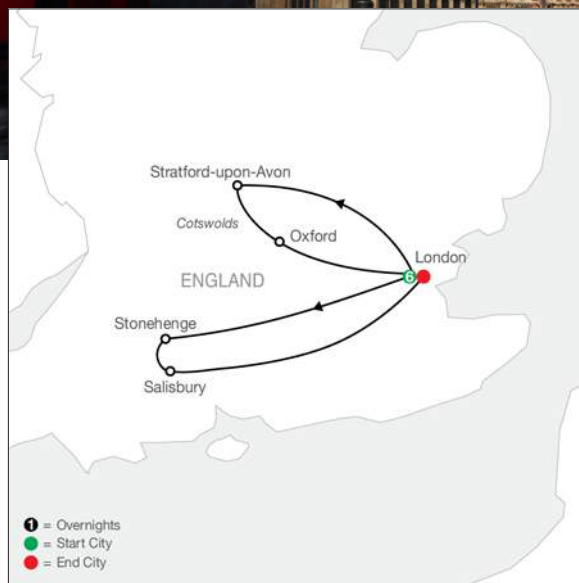 Stratford-upon-Avon
Cotswolds
Oxford
London
6
ENGLAND
Stonehenge
Salisbury
1 = Overnights
= Start City
= End City